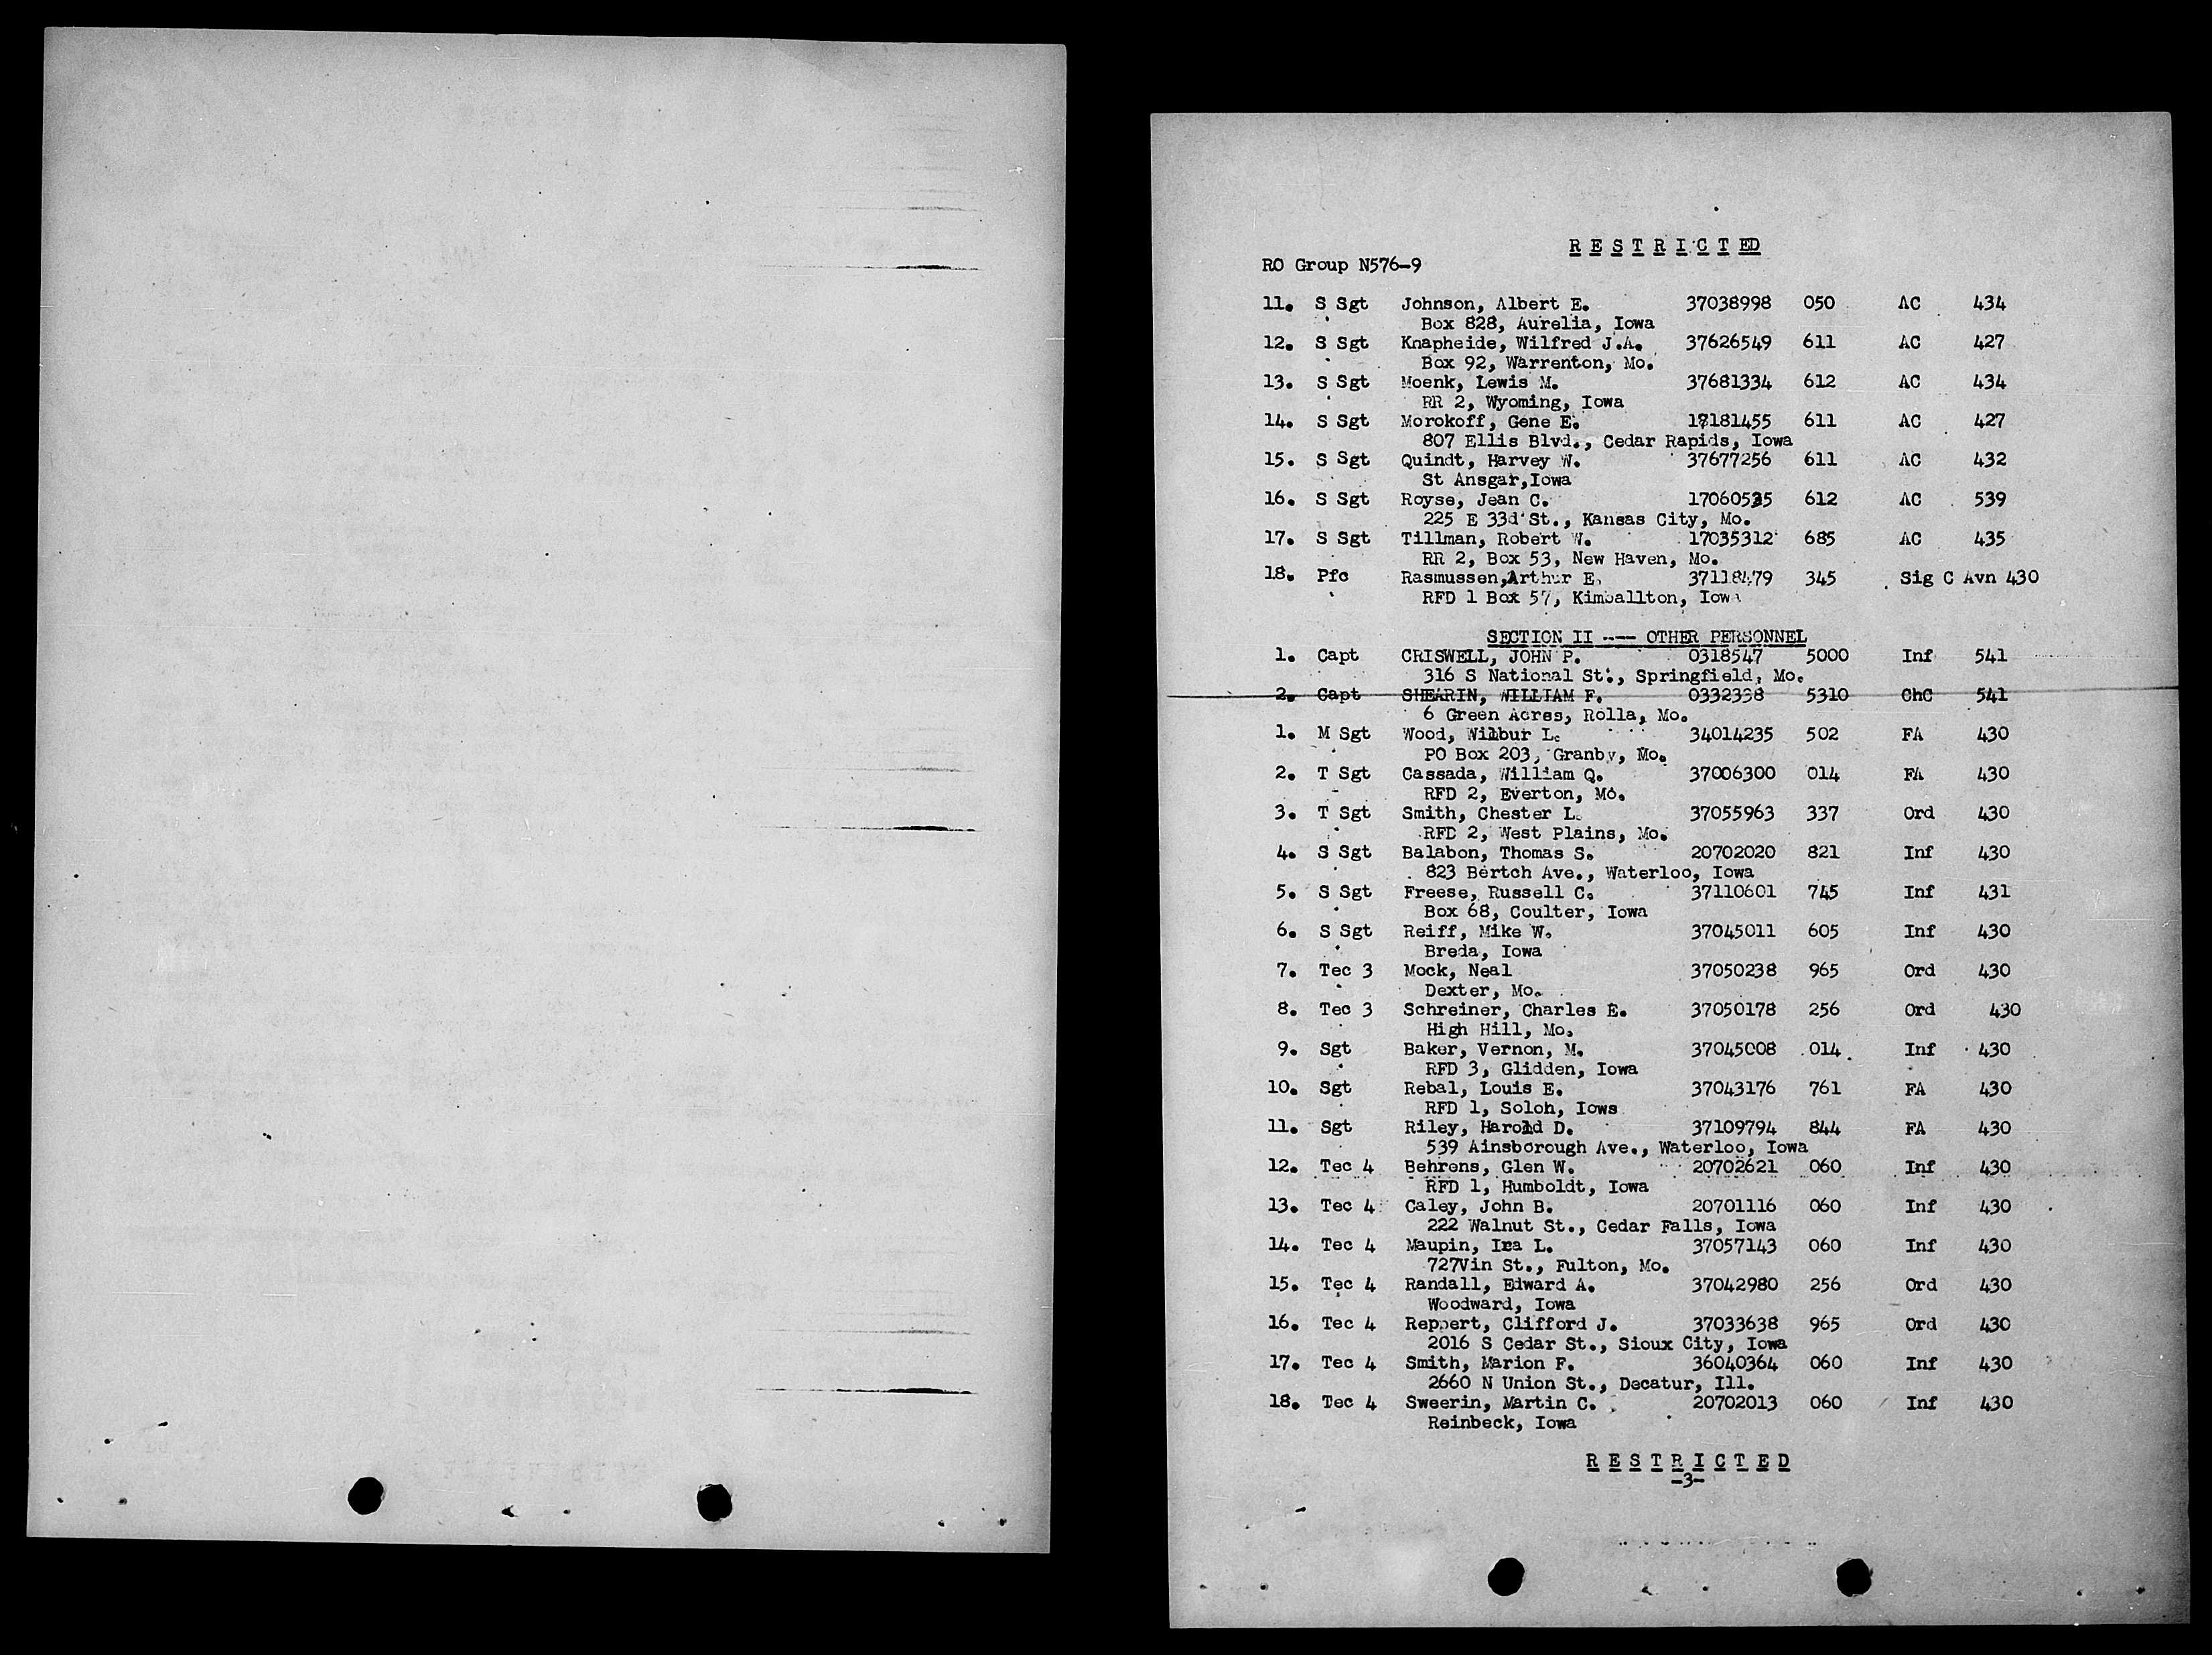 RESTRICTED
RO Group N576-9
11. S Sgt Johnson, Albert E. 37038998 050 AC 434
Box 828, Aurelia, Iowa
12. S Sgt Knapheide, Wilfred J.A. 37626549 611 AC 427
Box 92, Warrenton, Mo.
13. S Sgt Moenk, Lewis M. 37681334 612 AC 434
RR 2, Wyoming, Iowa
14. S Sgt Morokoff, Gene E. 611 AC 427
807 Ellis Blvd., Cedar Rapids, Iowa
15. S Sgt Quindt, Harvey W. 37677256 611 AC 432
St Ansgar,Iowa
16. S Sgt Royse, Jean C. 612 AC 539
225 E 33d St., Kansas City, Mo.
17. S Sgt Tillman, Robert W. 17035312 685 AC 435
RR 2, Box 53, New Haven, Mo.
18. Pfc Rasmussen,Arthur E. 37118479 345 Sig C Avn 430
RFD 1 Box 57, Kimballton, Iowa
SECTION II --- OTHER PERSONNEL
1. Capt CRISWELL, JOHN P. 0318547 5000 Inf 541
316 S National St., Springfield, Mo.
2. Capt SHEARIN, WILLIAM F. 0332338 5310 ChC 541
6 Green Acres, Rolla, Mo.
1. M Sgt Wood, Wilbur L. 34014235 502 FA 430
PO Box 203, Granby, Mo.
2. T Sgt Cassada, William Q. 37006300 014 FA 430
RFD 2, Everton, Mo.
3. T Sgt Smith, Chester L. 37055963 337 Ord 430
RFD 2, West Plains, Mo.
4. S Sgt Balabon, Thomas S. 20702020 821 Inf 430
823 Bertch Ave., Waterloo, Iowa
5. S Sgt Freese, Russell C. 37110601 745 Inf 431
Box 68, Coulter, Iowa
6. S Sgt Reiff, Mike W. 37045011 605 Inf 430
Breda, Iowa
7. Tec 3 Mock, Neal 37050238 965 Ord 430
Dexter, Mo.
8. Tec 3 Schreiner, Charles E. 37050178 256 Ord 430
High Hill, Mo.
9. Sgt Baker, Vernon, M. 37045008 014 Inf 430
RFD 3, Glidden, Iowa
10. Sgt Rebal, Louis E. 37043176 761 FA 430
RFD 1, Soloh, Iows
11. Sgt Riley, Harold D. 37109794 844 FA 430
539 Ainsborough Ave., Waterloo, Iowa
12. Tec 4 Behrens, Glen W. 20702621 060 Inf 430
RFD 1, Humboldt, Iowa
13. Tec 4 Caley, John B. 20701116 060 Inf 430
222 Walnut St., Cedar Falls, Iowa
14. Tec 4 Maupin, Ira L. 37057143 060 Inf 430
727Vin St., Fulton, Mo.
15. Tec 4 Randall, Edward A. 37042980 256 Ord 430
Woodward, Iowa
16. Tec 4 Reppert, Clifford J. 37033638 965 Ord 430
2016 S Cedar St., Sioux City, Iowa
17. Tec 4 Smith, Marion F. 36040364 060 Inf 430
2660 N Union St., Decatur, Ill.
18. Tec 4 Sweerin, Martin C. 20702013 060 Inf 430
Reinbeck, Iowa
RESTRICTED
-3-